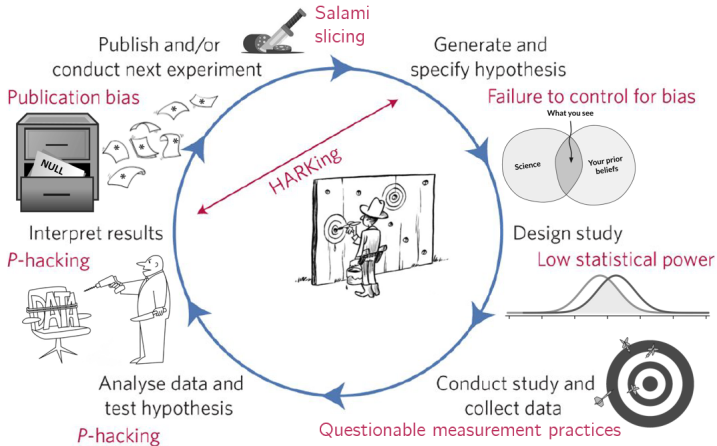 Salami
slicing
Publish and/or
conduct next experiment
Publication bias
NULL
Generate and
specify hypothesis
Failure to control for bias
What you see
Science
Your prior
beliefs
HARKing
Interpret results
P-hacking
DATA
Design study
Low statistical power
Analyse data and
test hypothesis
P-hacking
Conduct study and
collect data
Questionable measurement practices